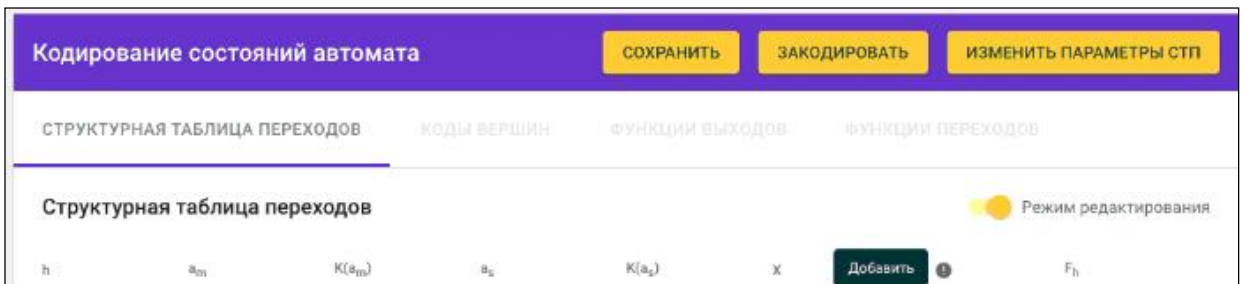 Кодирование состояний автомата СОХРАНИТЬ ЗАКОДИРОВАТЬ ИЗМЕНИТЬ ПАРАМЕТРЫ СТП
СТРУКТУРНАЯ ТАБЛИЦА ПЕРЕХОДОВ КОДЫ ВЕРШИН ФУНКЦИИ ВЫХОДОВ ФУНКЦИИ ПЕРЕХОДОВ
Структурная таблица переходов Режим редактирования
h aₘ K(aₘ) aₛ K(aₛ) X Добавить Fₕ